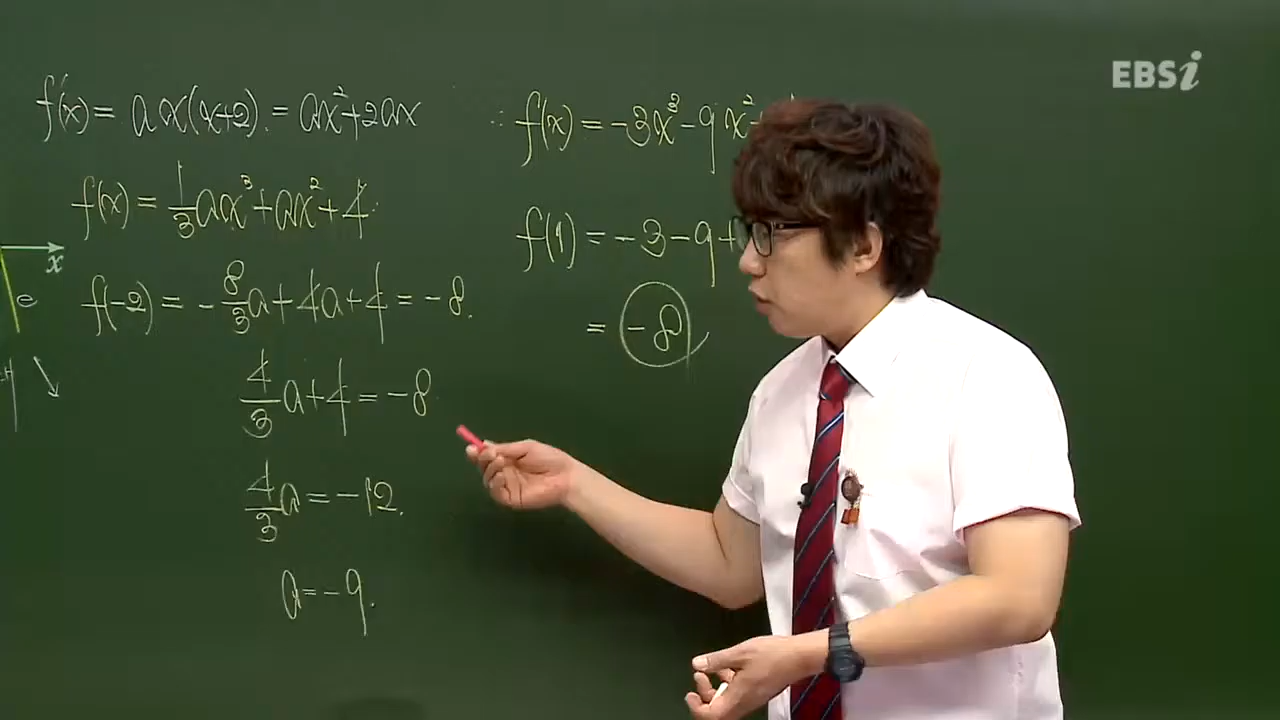 EBSi
f'(x) = ax(x+2) = ax²+2ax
f(x) = 1/3 ax³+ax²+4
x
e
f(-2) = -8/3 a+4a+4 = -8.
4/3 a+4 = -8
4/3 a = -12.
a = -9.
∴ f(x) = -3x³-9x²
f(1) = -3-9+
= -8